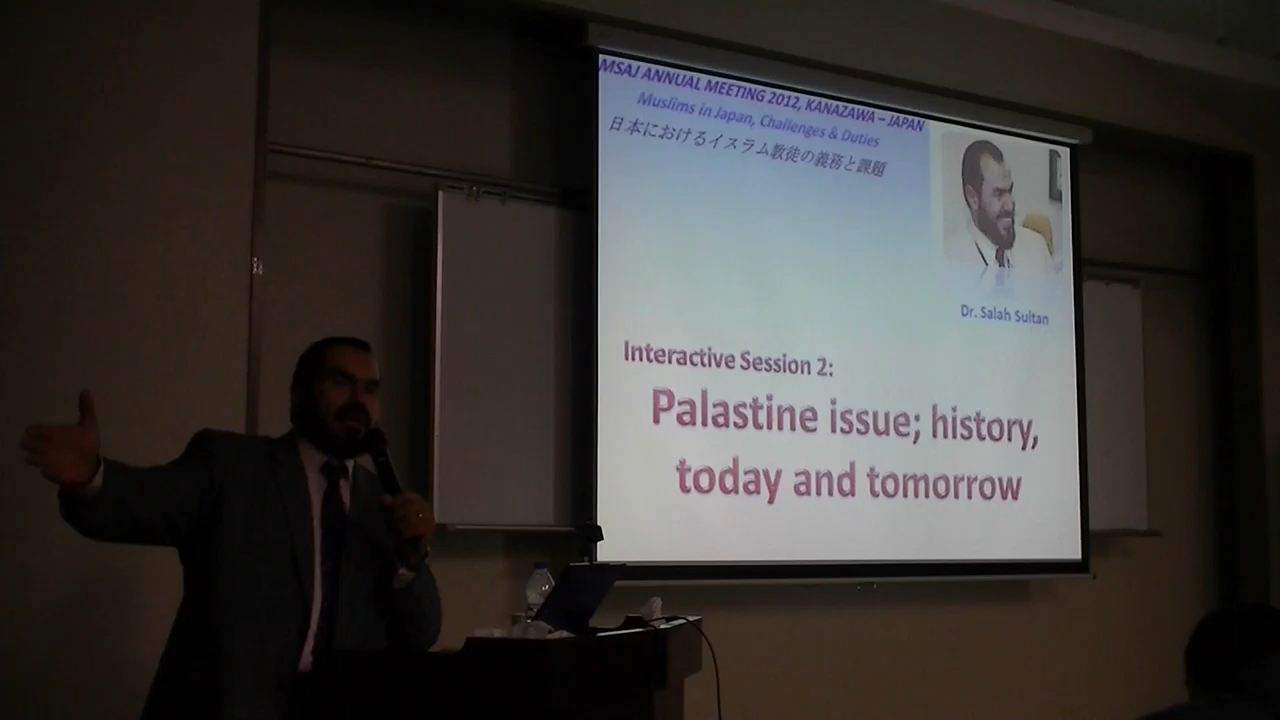 MSAJ ANNUAL MEETING 2012, KANAZAWA – JAPAN
Muslims in Japan, Challenges & Duties
日本におけるイスラム教徒の義務と課題
Dr. Salah Sultan
Interactive Session 2:
Palastine issue; history,
today and tomorrow